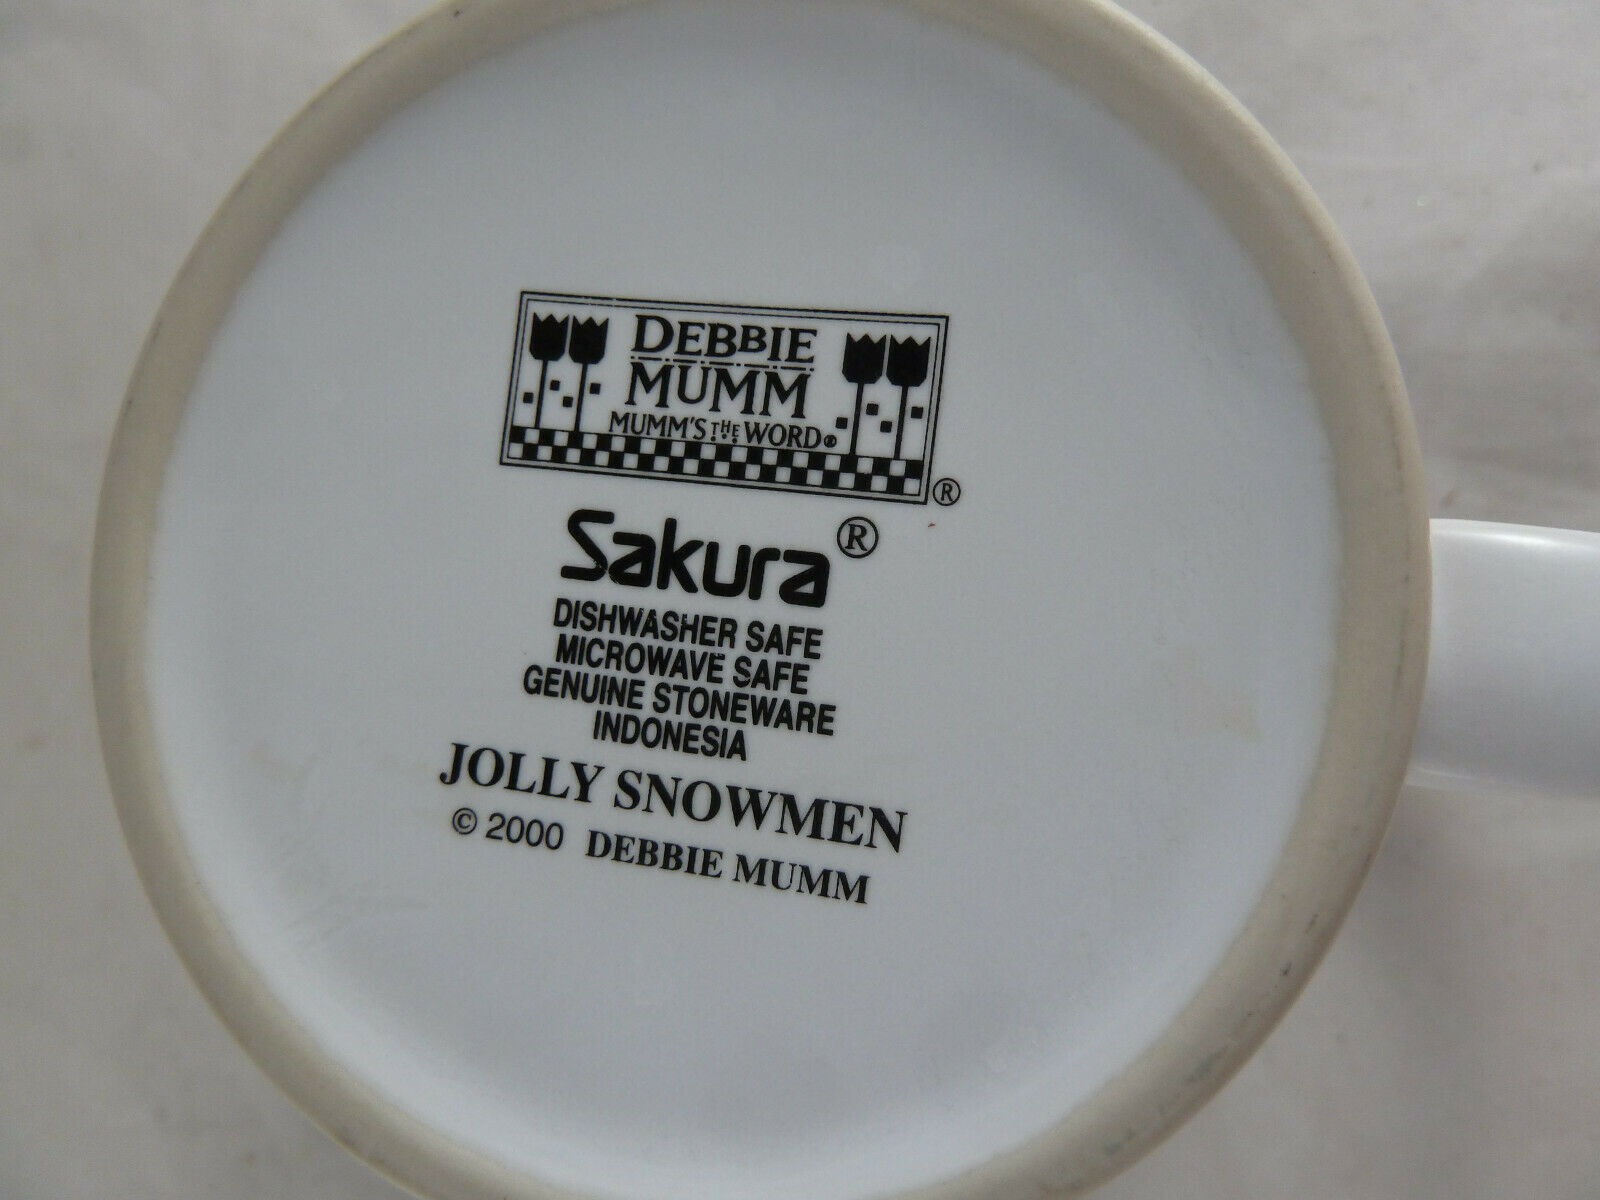 DEBBIE
MUMM
MUMM'S THE WORD®
®
Sakura®
DISHWASHER SAFE
MICROWAVE SAFE
GENUINE STONEWARE
INDONESIA
JOLLY SNOWMEN
© 2000 DEBBIE MUMM